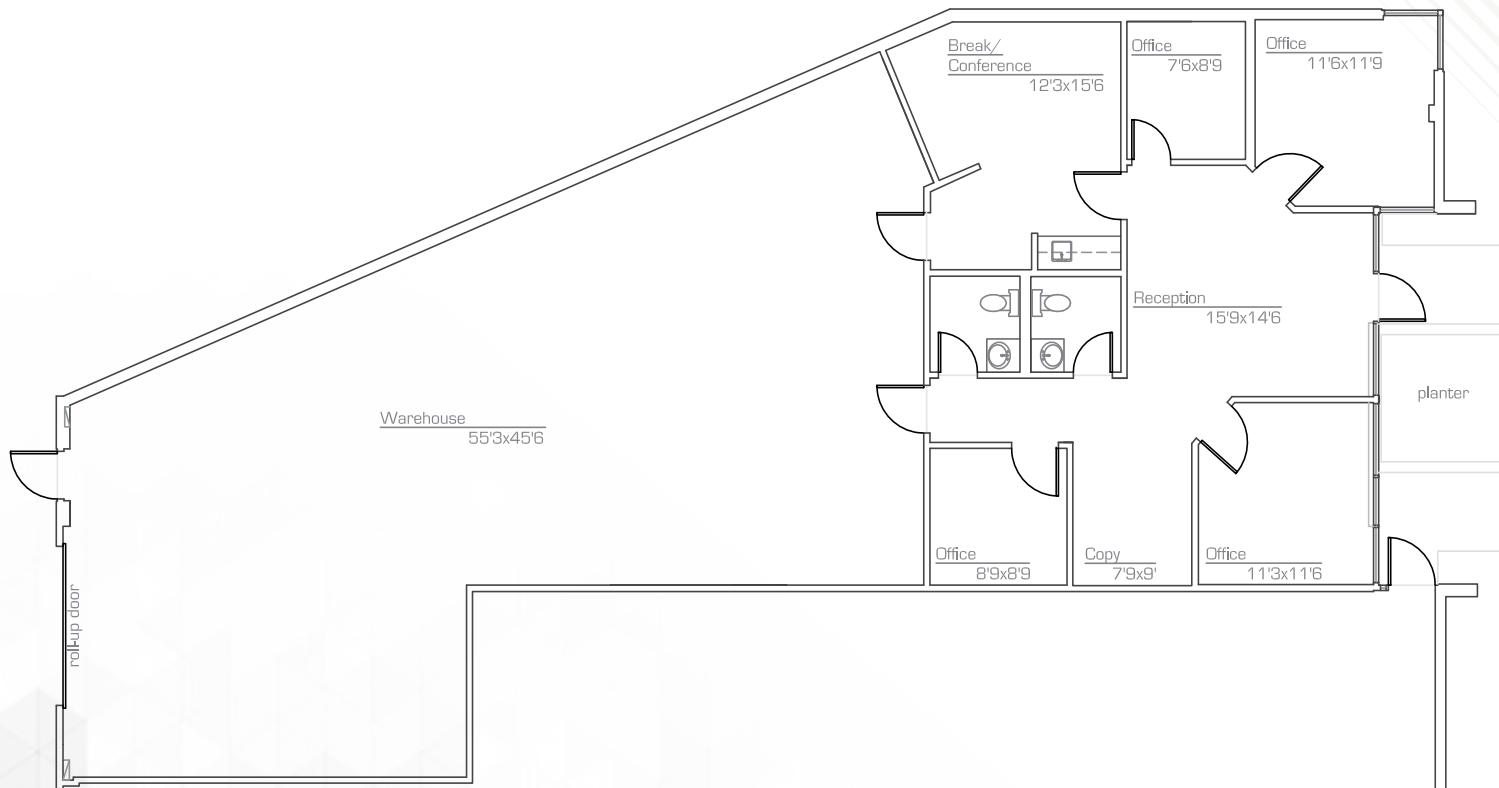 Break/
Conference
12'3x15'6
Office
7'6x8'9
Office
11'6x11'9
Reception
15'9x14'6
planter
Warehouse
55'3x45'6
Office
8'9x8'9
Copy
7'9x9'
Office
11'3x11'6
roll-up door